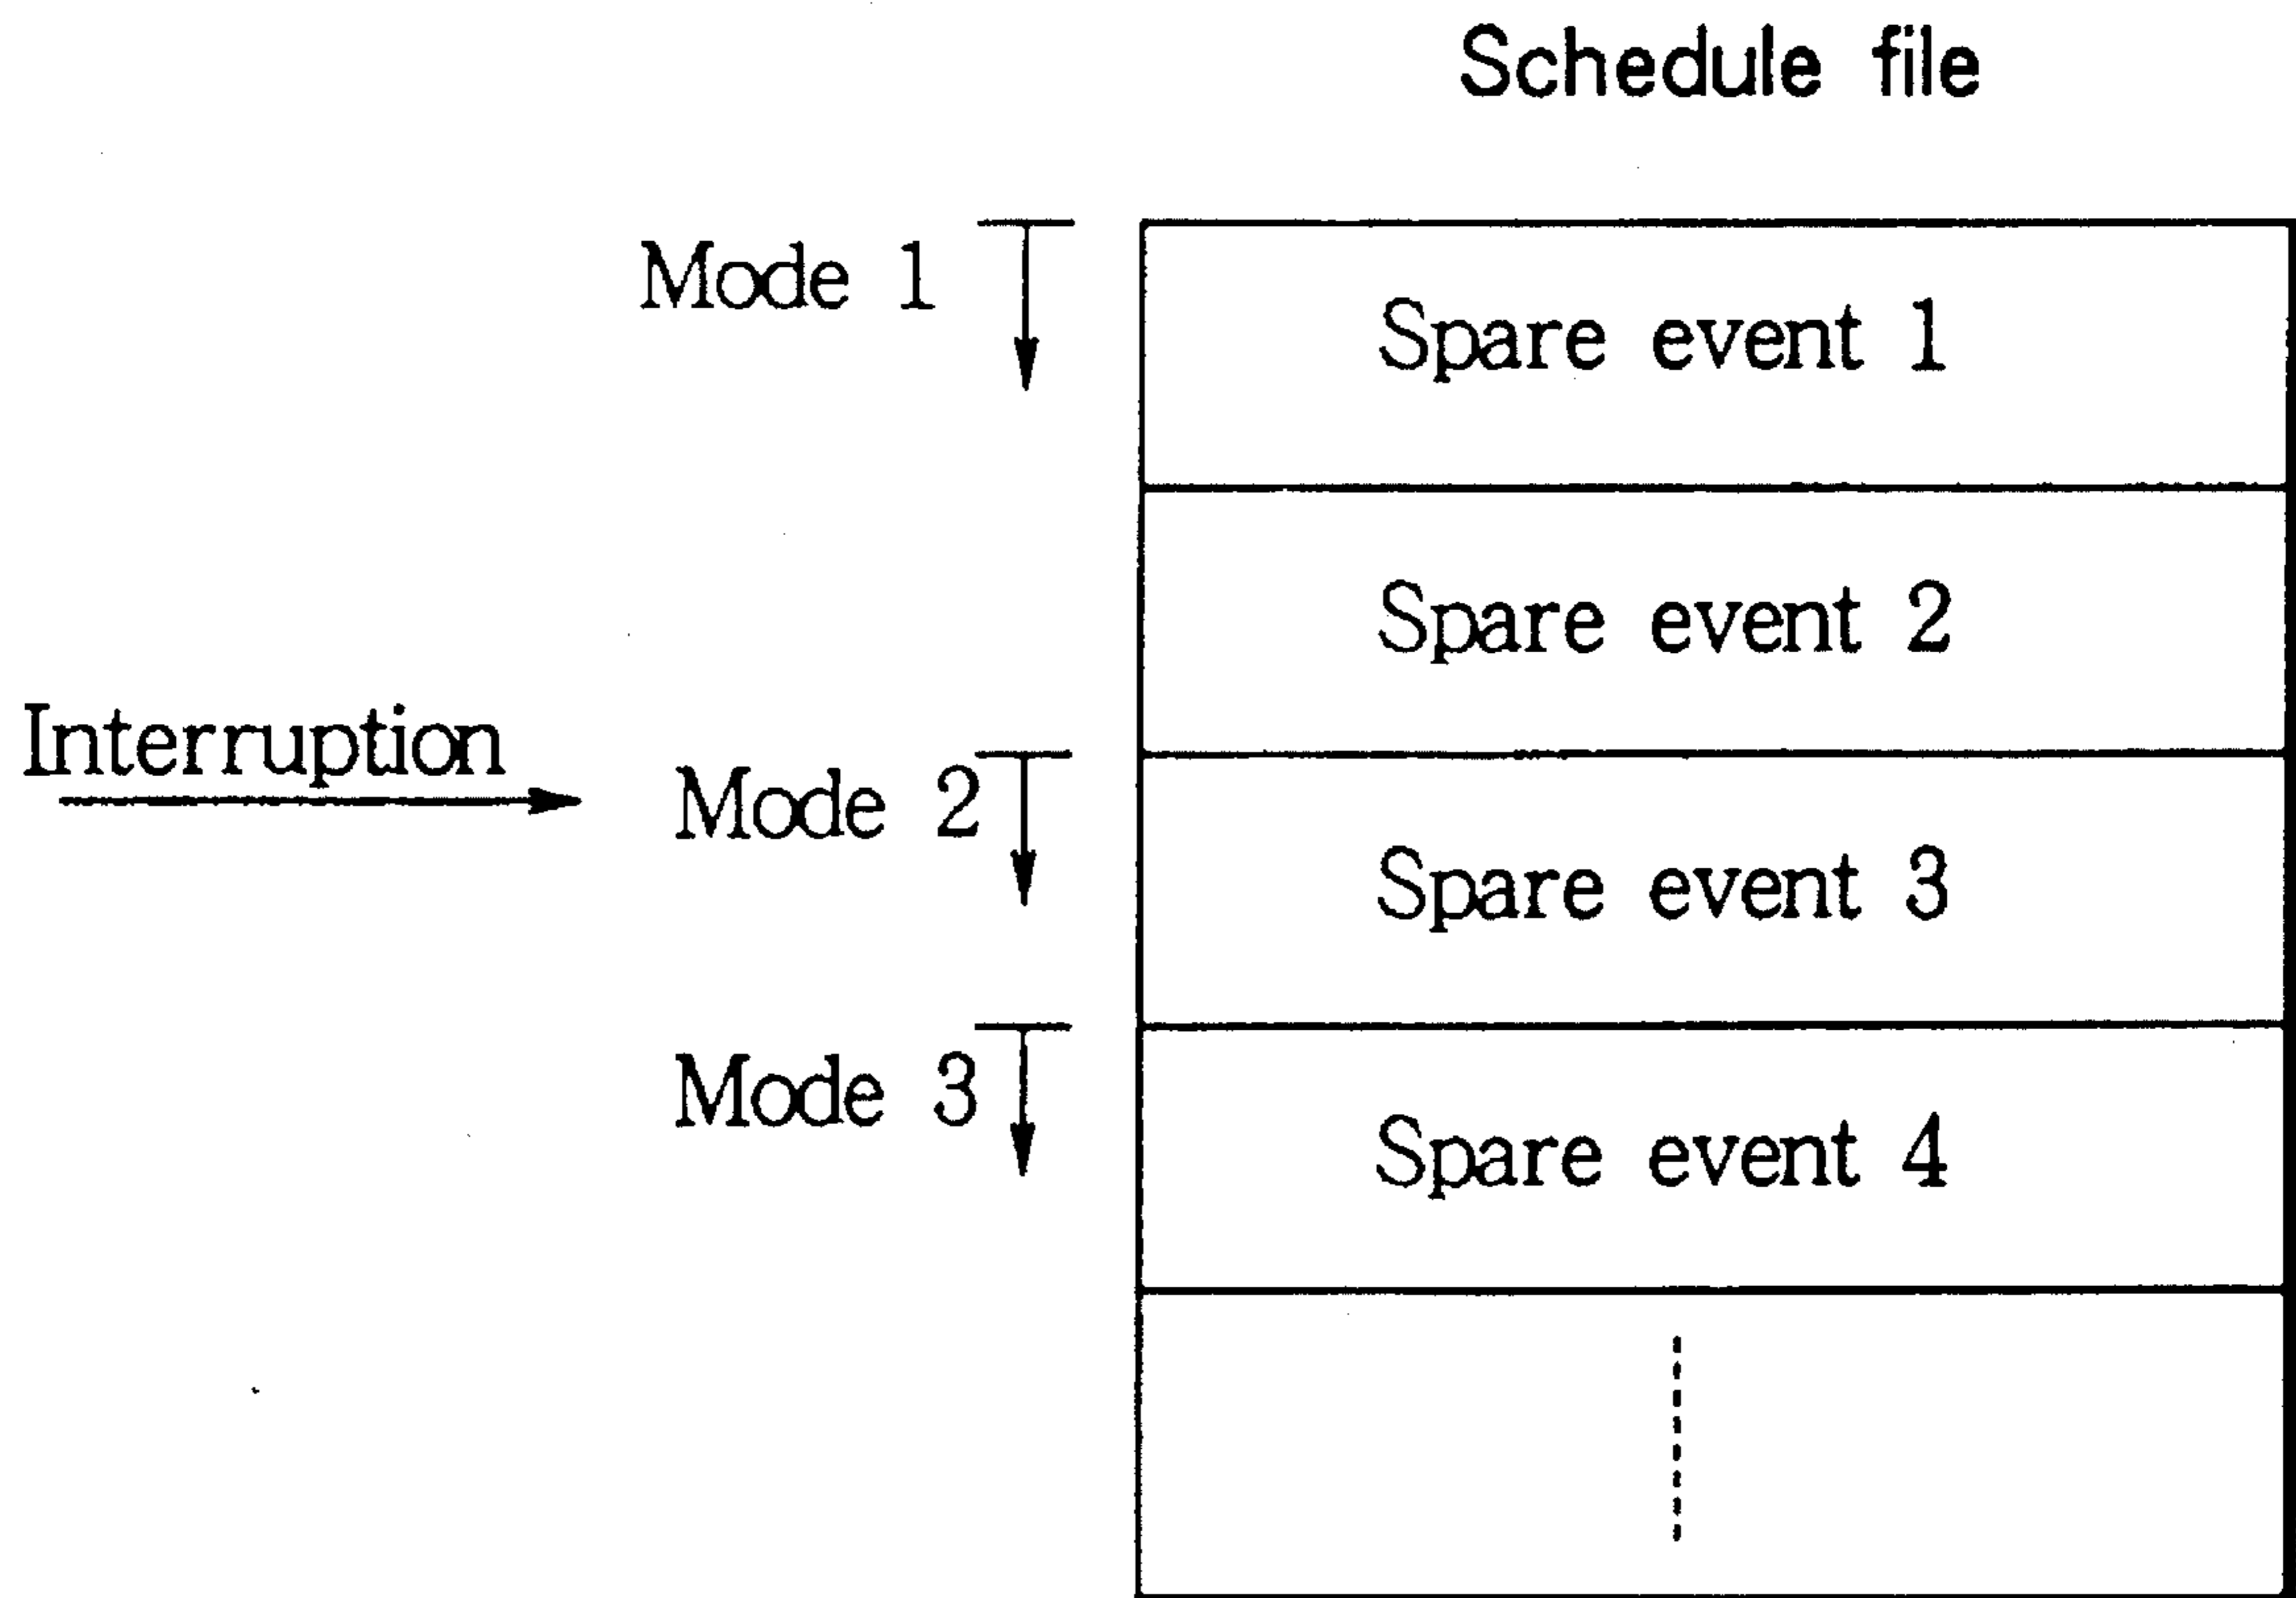 Schedule file
Mode 1
Spare event 1
Spare event 2
Interruption
Mode 2
Spare event 3
Mode 3
Spare event 4